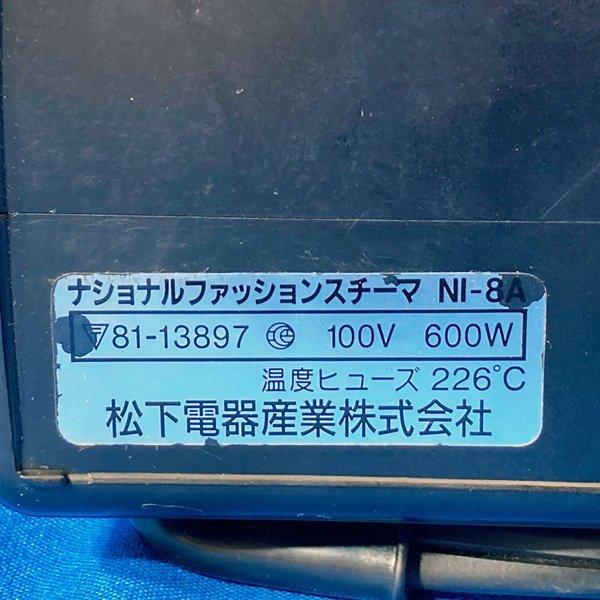 ナショナルファッションスチーマ NI-8A
▽〒81-13897 100V 600W
温度ヒューズ 226°C
松下電器産業株式会社